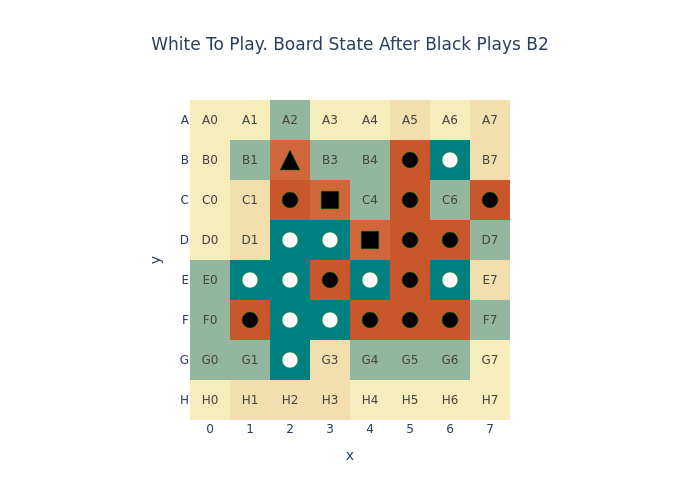 White To Play. Board State After Black Plays B2
A A0 A1 A2 A3 A4 A5 A6 A7
B B0 B1 B3 B4 B7
C C0 C1 C4 C6
D D0 D1 D7
E E0 E7
F F0 F7
G G0 G1 G3 G4 G5 G6 G7
H H0 H1 H2 H3 H4 H5 H6 H7
0 1 2 3 4 5 6 7
x
y